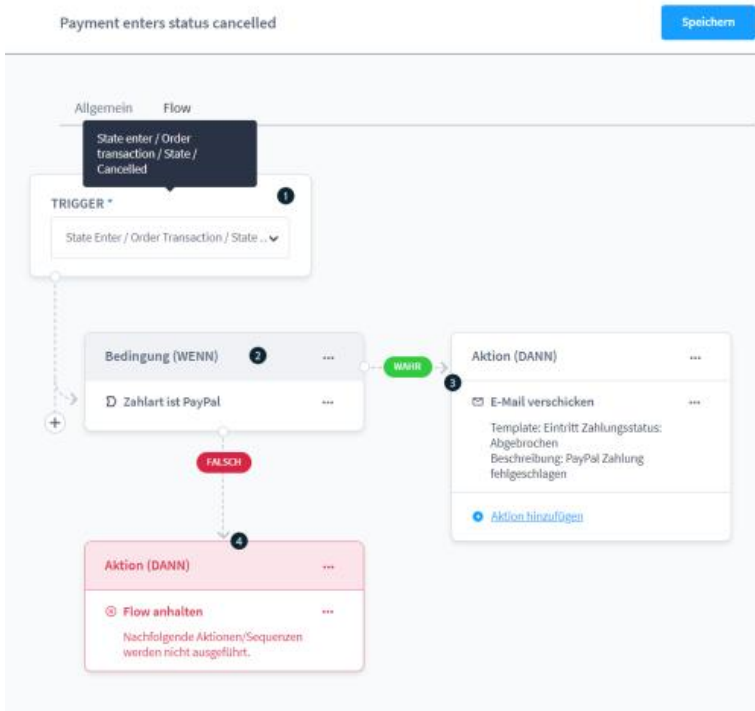 Payment enters status cancelled
Speichern
Allgemein Flow
State enter / Order
transaction / State /
Cancelled
1
TRIGGER *
State Enter / Order Transaction / State ..
Bedingung (WENN) 2 ...
WAHR
Aktion (DANN) ...
3
Zahlart ist PayPal ...
E-Mail verschicken ...
Template: Eintritt Zahlungsstatus:
Abgebrochen
Beschreibung: PayPal Zahlung
fehlgeschlagen
Aktion hinzufügen
FALSCH
4
Aktion (DANN) ...
Flow anhalten ...
Nachfolgende Aktionen/Sequenzen
werden nicht ausgeführt.